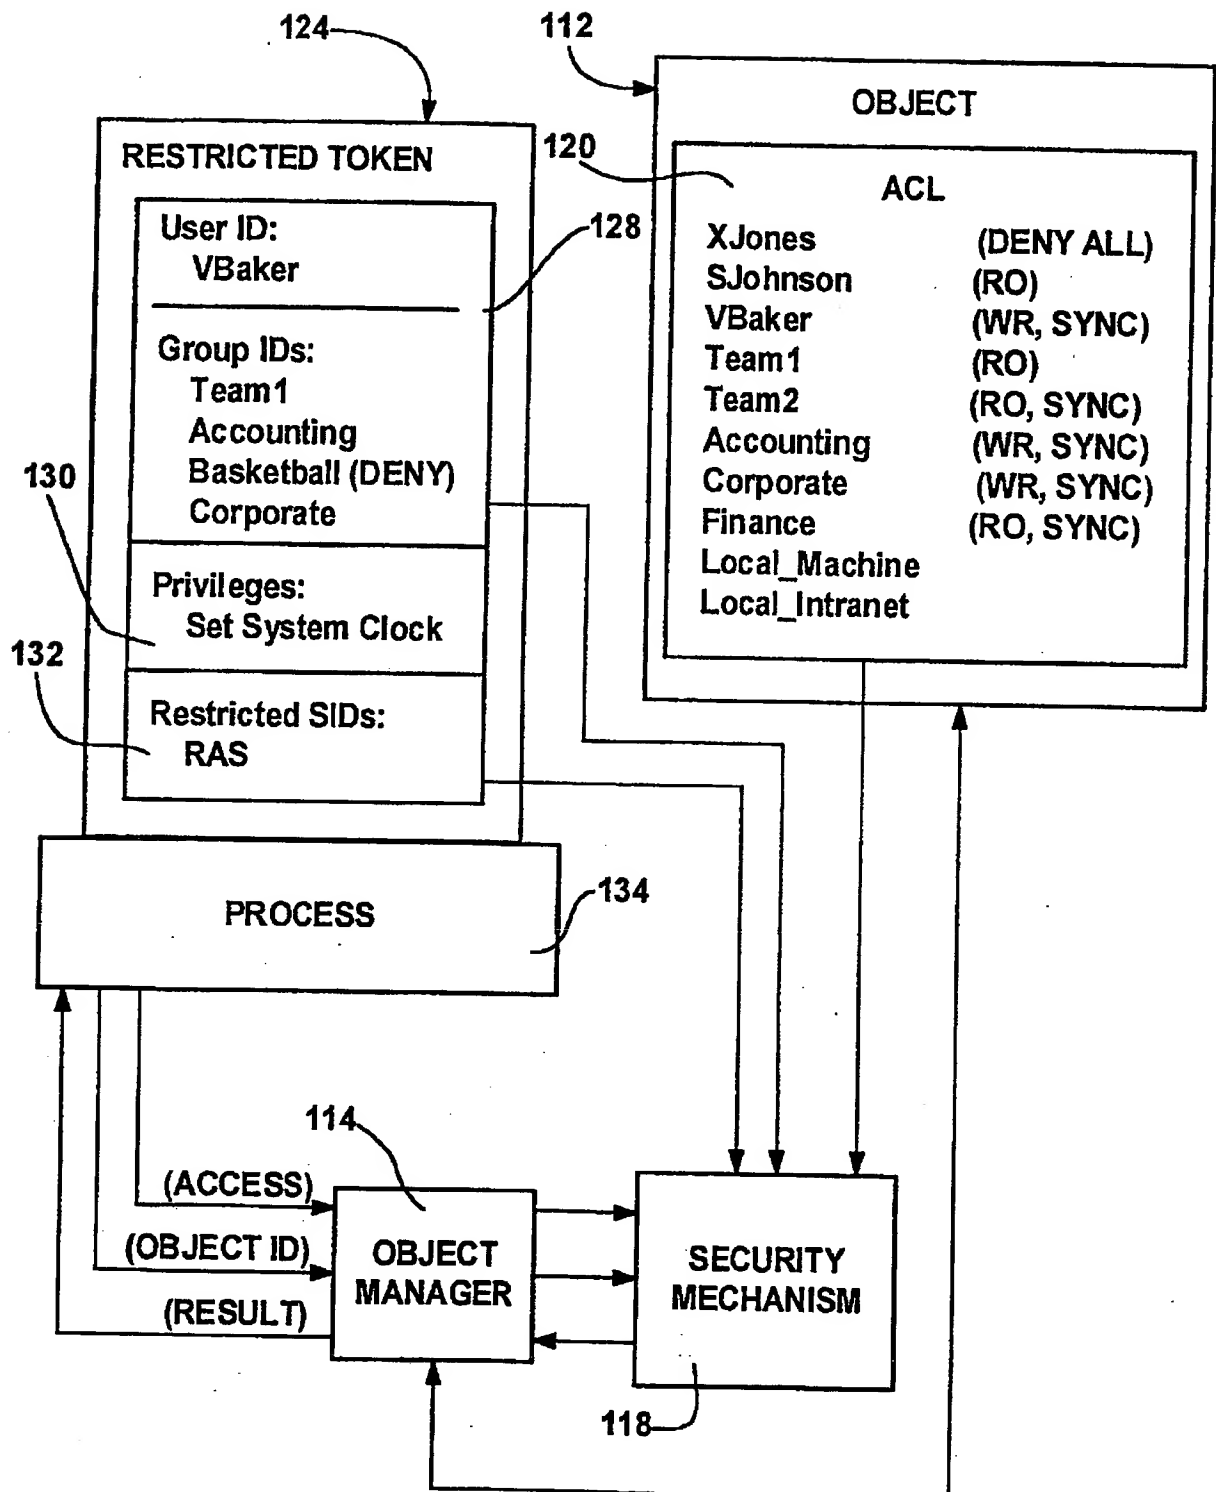 124
112
OBJECT
RESTRICTED TOKEN
120
ACL
User ID:
VBaker
128
Group IDs:
Team1
Accounting
Basketball (DENY)
Corporate
130
Privileges:
Set System Clock
132
Restricted SIDs:
RAS
XJones (DENY ALL)
SJohnson (RO)
VBaker (WR, SYNC)
Team1 (RO)
Team2 (RO, SYNC)
Accounting (WR, SYNC)
Corporate (WR, SYNC)
Finance (RO, SYNC)
Local_Machine
Local_Intranet
PROCESS
134
114
(ACCESS)
(OBJECT ID)
(RESULT)
OBJECT
MANAGER
SECURITY
MECHANISM
118